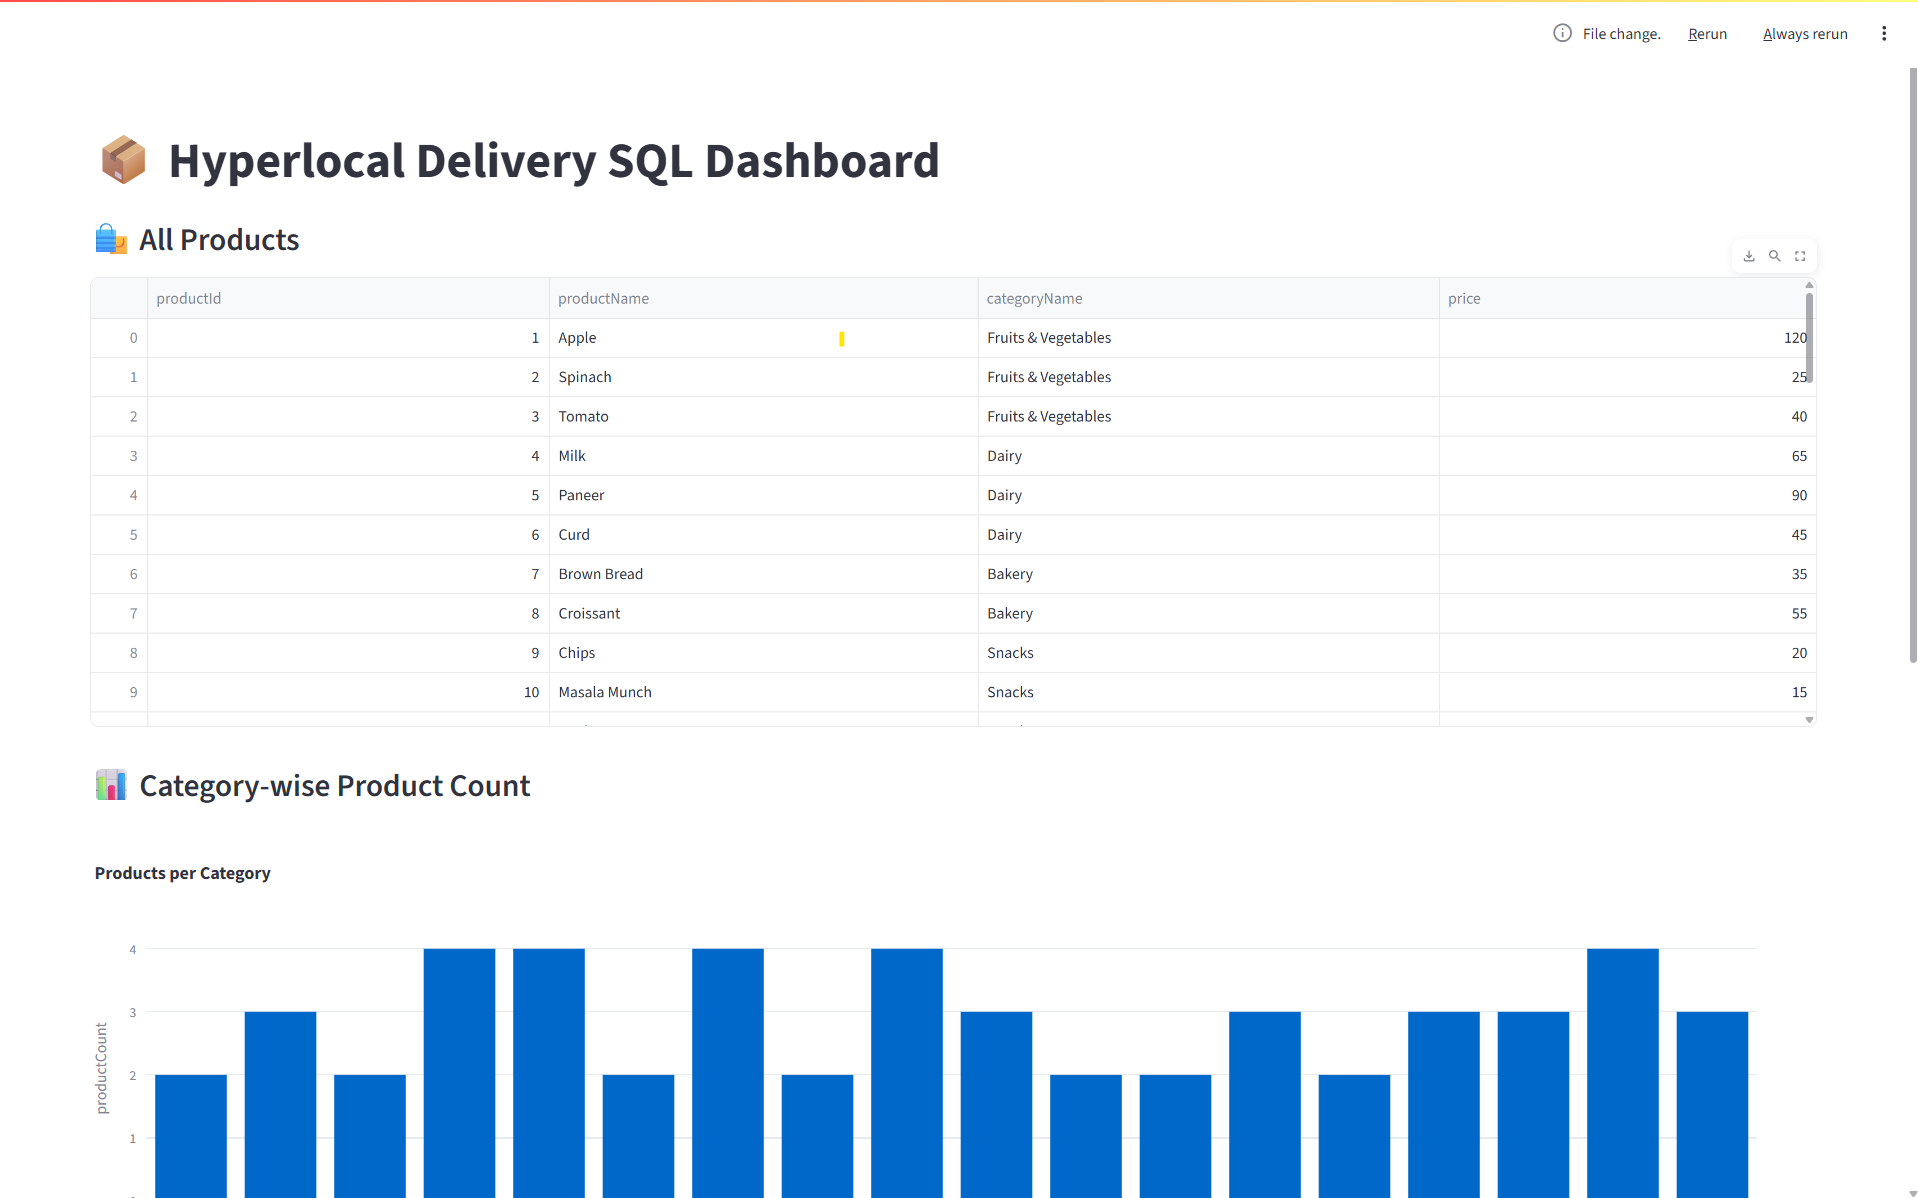 File change. Rerun Always rerun
Hyperlocal Delivery SQL Dashboard
All Products
productId productName categoryName price
0 1 Apple Fruits & Vegetables 120
1 2 Spinach Fruits & Vegetables 25
2 3 Tomato Fruits & Vegetables 40
3 4 Milk Dairy 65
4 5 Paneer Dairy 90
5 6 Curd Dairy 45
6 7 Brown Bread Bakery 35
7 8 Croissant Bakery 55
8 9 Chips Snacks 20
9 10 Masala Munch Snacks 15
Category-wise Product Count
Products per Category
4
3
2
1
productCount